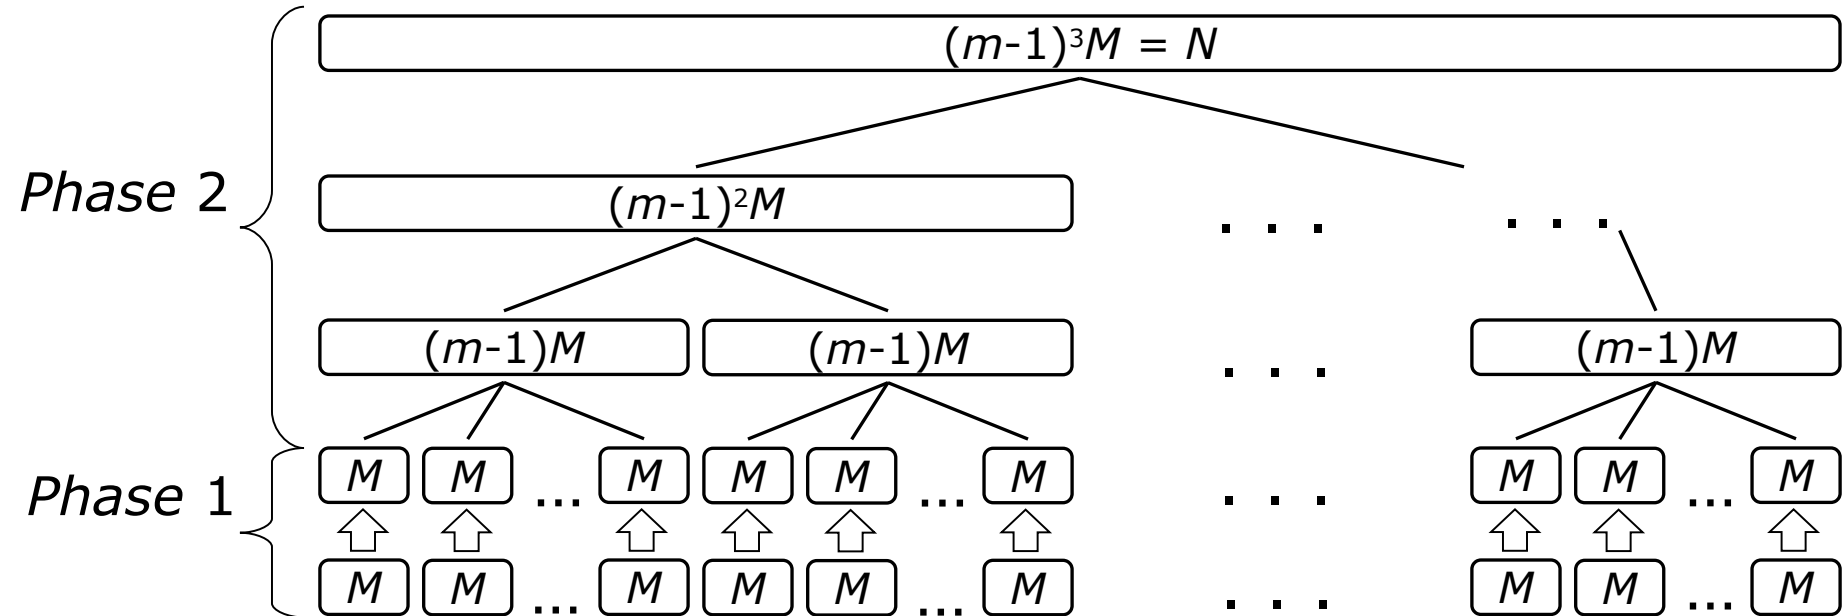 (m-1)³M = N
Phase 2
(m-1)²M
. . . . . .
(m-1)M (m-1)M . . . (m-1)M
Phase 1
M M ... M M M ... M . . . M M ... M
M M ... M M M ... M . . . M M ... M